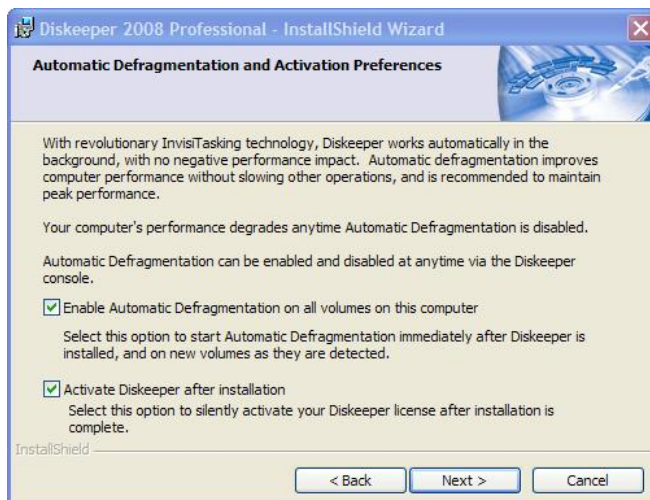 Diskeeper 2008 Professional - InstallShield Wizard
Automatic Defragmentation and Activation Preferences
With revolutionary InvisiTasking technology, Diskeeper works automatically in the
background, with no negative performance impact. Automatic defragmentation improves
computer performance without slowing other operations, and is recommended to maintain
peak performance.
Your computer's performance degrades anytime Automatic Defragmentation is disabled.
Automatic Defragmentation can be enabled and disabled at anytime via the Diskeeper
console.
Enable Automatic Defragmentation on all volumes on this computer
Select this option to start Automatic Defragmentation immediately after Diskeeper is
installed, and on new volumes as they are detected.
Activate Diskeeper after installation
Select this option to silently activate your Diskeeper license after installation is
complete.
InstallShield
< Back Next > Cancel